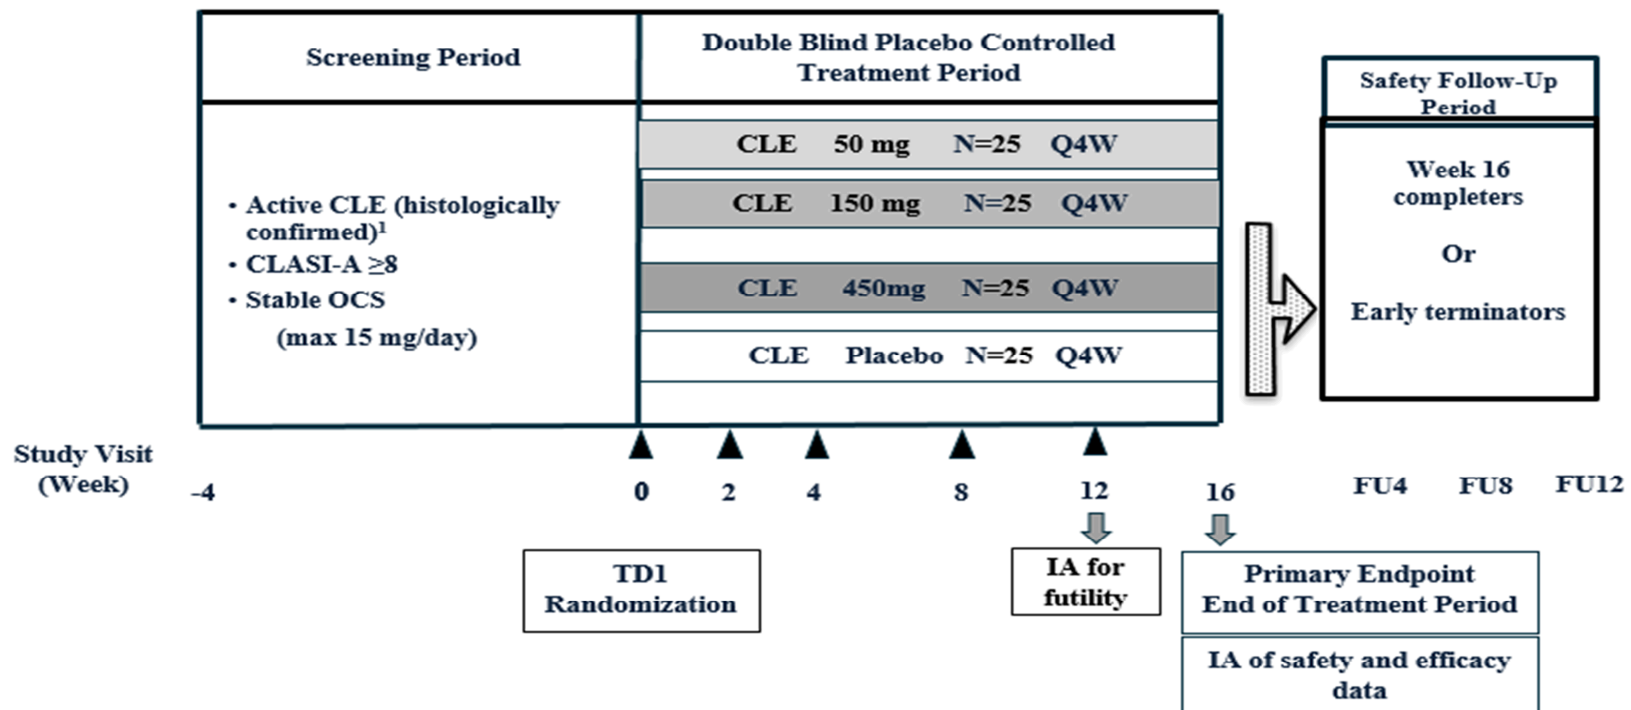 Screening Period
Double Blind Placebo Controlled
Treatment Period
Safety Follow-Up
Period
• Active CLE (histologically
confirmed)¹
• CLASI-A ≥8
• Stable OCS
(max 15 mg/day)
CLE 50 mg N=25 Q4W
CLE 150 mg N=25 Q4W
CLE 450mg N=25 Q4W
CLE Placebo N=25 Q4W
Week 16
completers
Or
Early terminators
Study Visit
(Week)
-4 0 2 4 8 12 16 FU4 FU8 FU12
TD1
Randomization
IA for
futility
Primary Endpoint
End of Treatment Period
IA of safety and efficacy
data